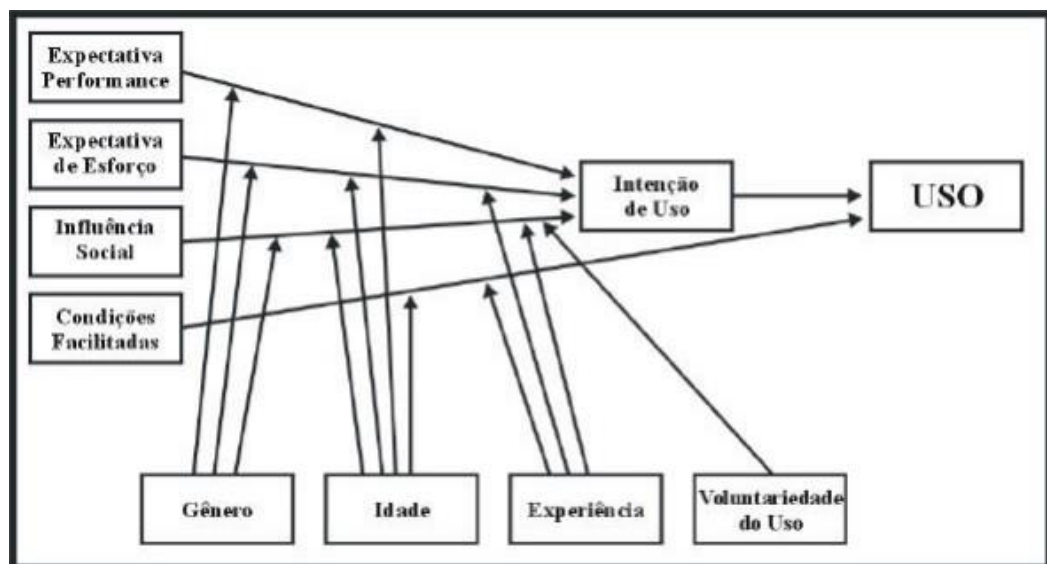 Expectativa
Performance
Expectativa
de Esforço
Influência
Social
Condições
Facilitadas
Intenção
de Uso
USO
Gênero
Idade
Experiência
Voluntariedade
do Uso